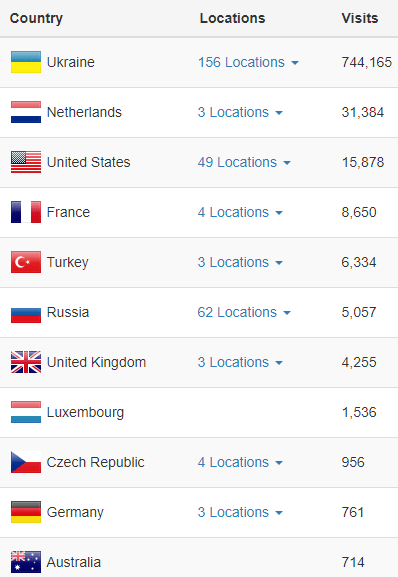 Country Locations Visits
Ukraine 156 Locations 744,165
Netherlands 3 Locations 31,384
United States 49 Locations 15,878
France 4 Locations 8,650
Turkey 3 Locations 6,334
Russia 62 Locations 5,057
United Kingdom 3 Locations 4,255
Luxembourg 1,536
Czech Republic 4 Locations 956
Germany 3 Locations 761
Australia 714